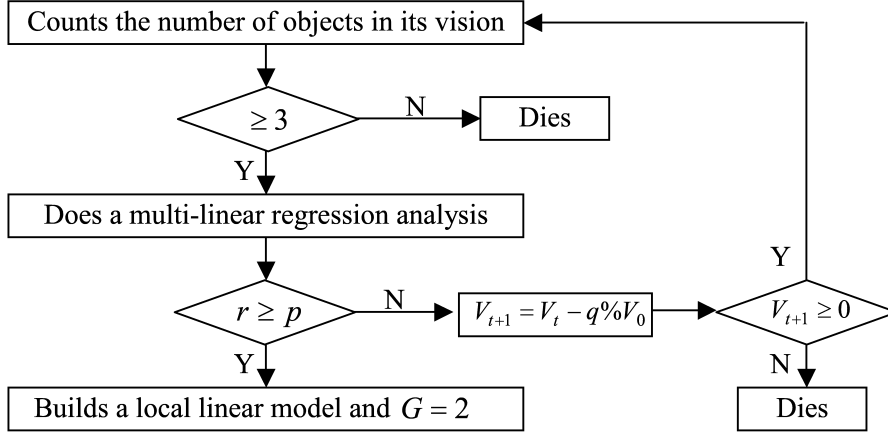 Counts the number of objects in its vision
≥ 3
N
Dies
Y
Does a multi-linear regression analysis
Y
r ≥ p
N
V_{t+1} = V_t − q%V_0
V_{t+1} ≥ 0
Y
N
Builds a local linear model and G = 2
Dies